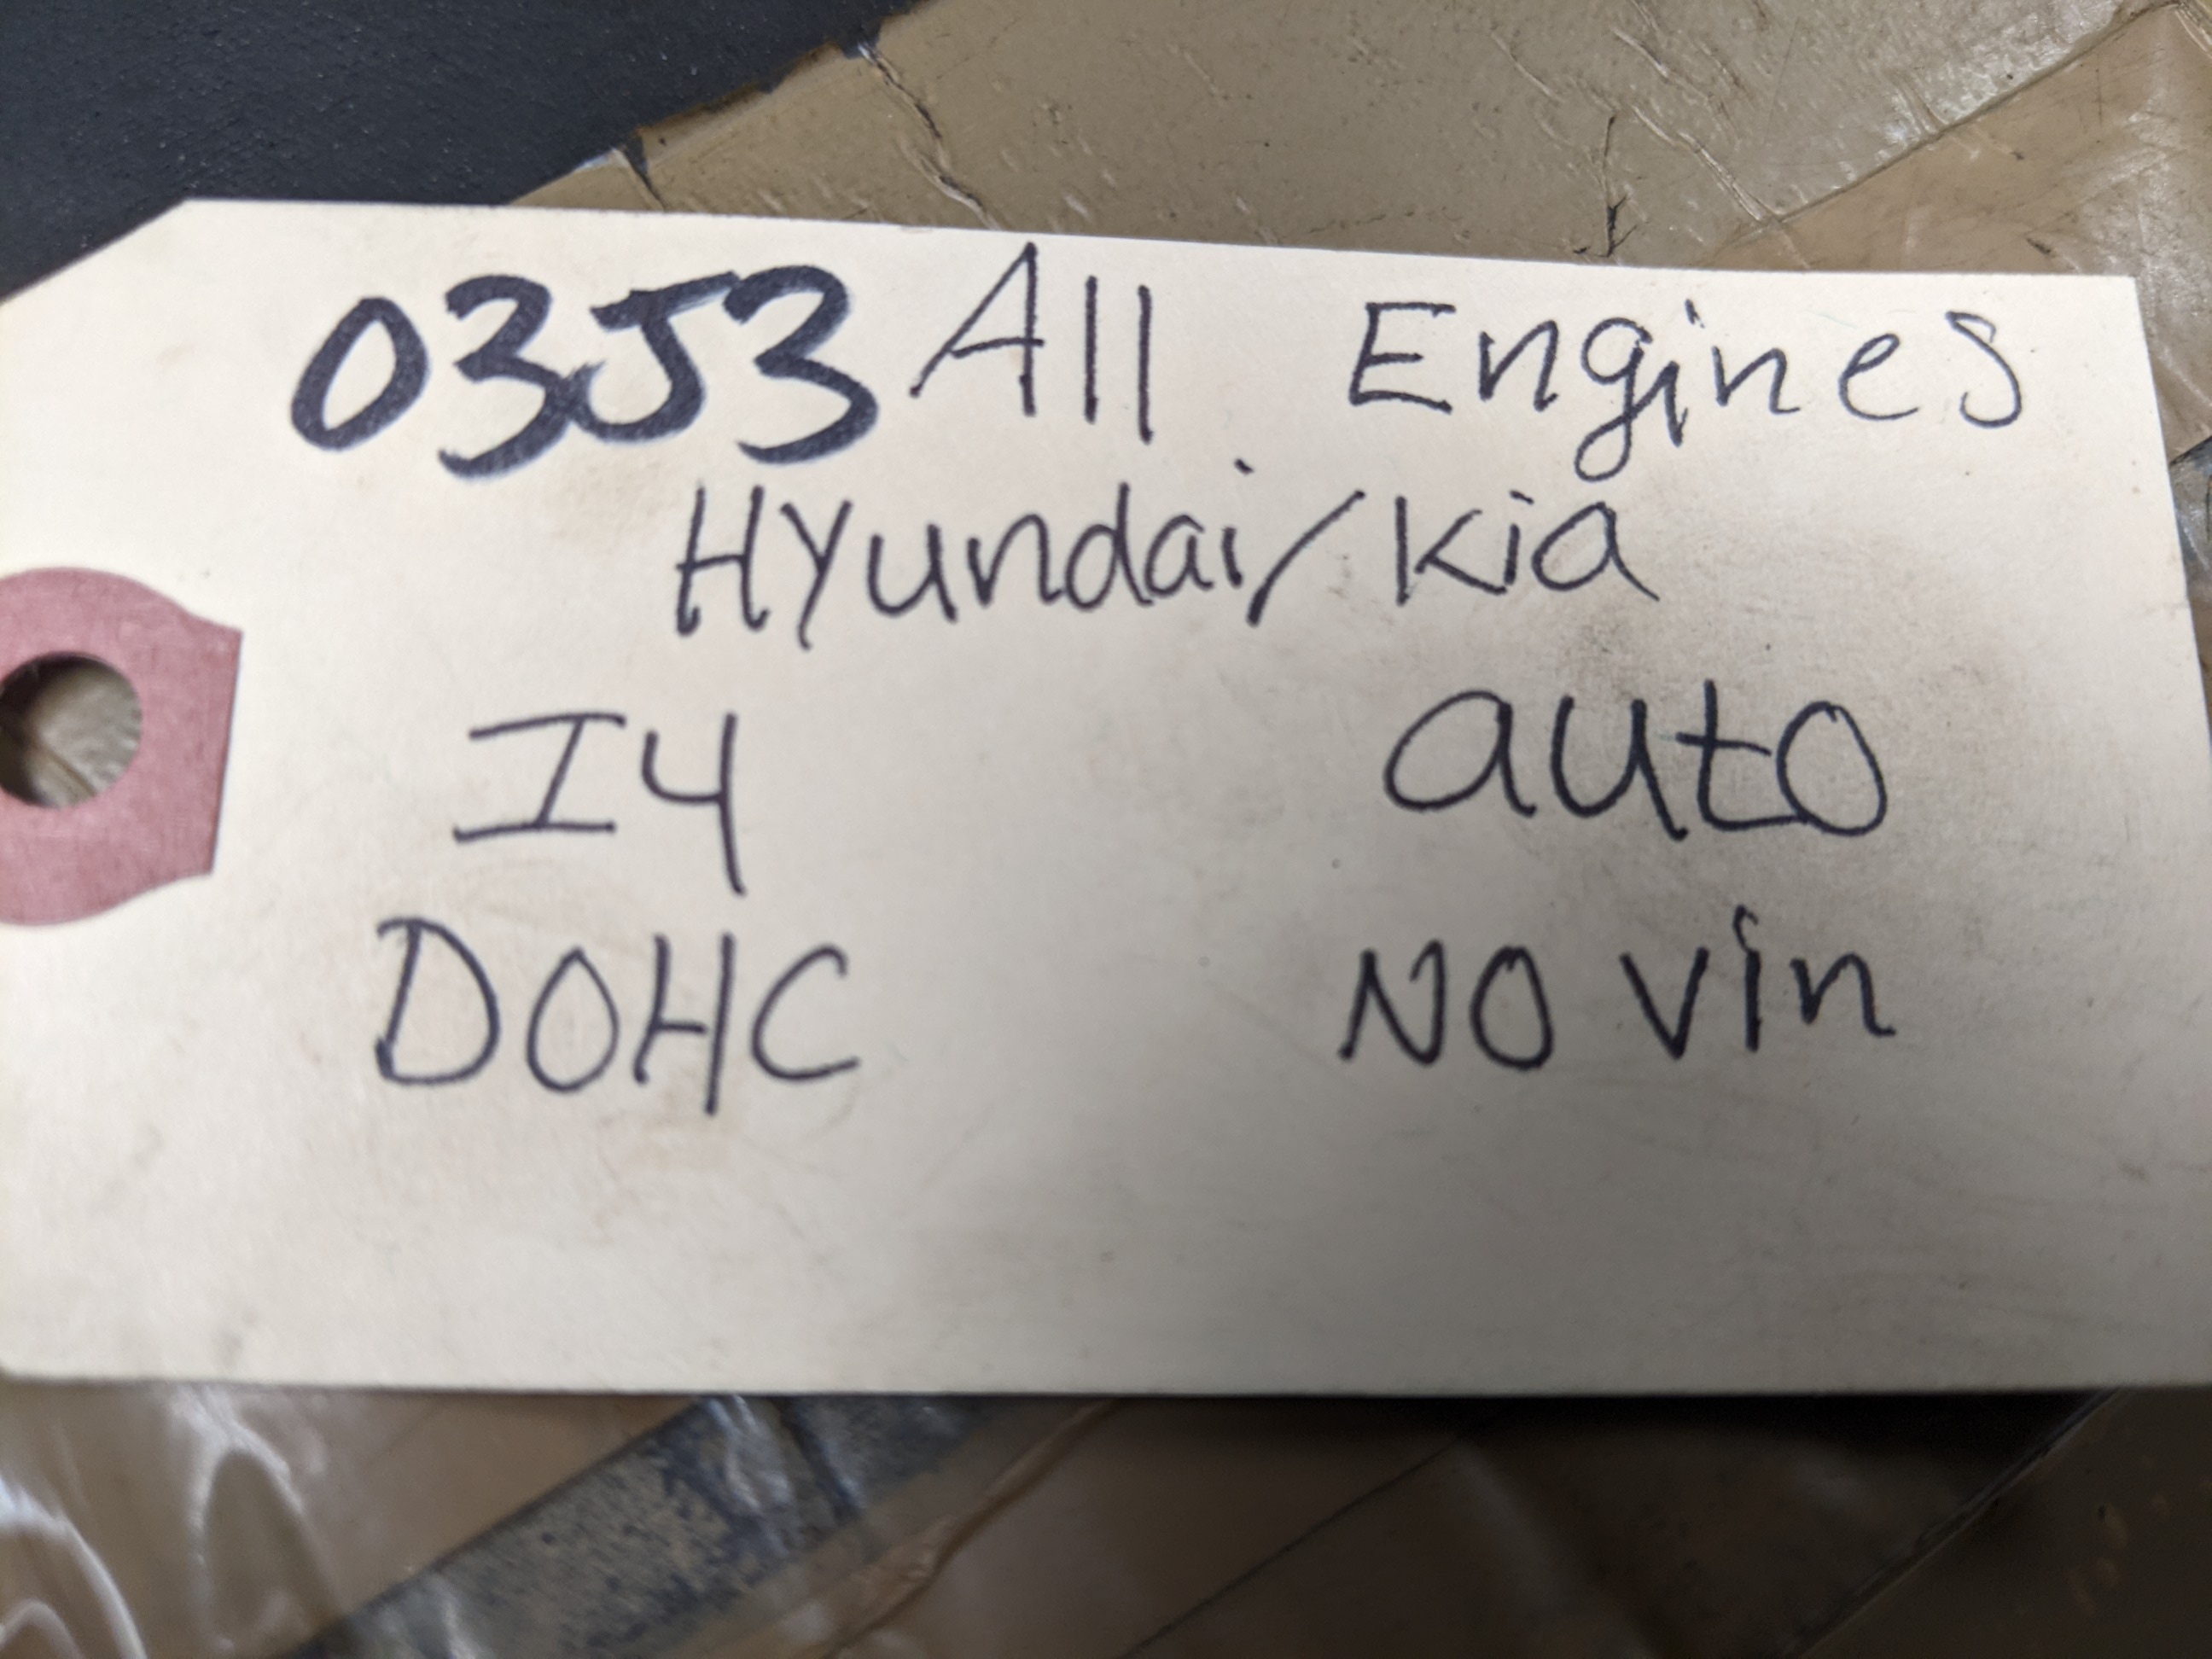 0353 All Engines
Hyundai/Kia
I4 auto
DOHC NO Vin